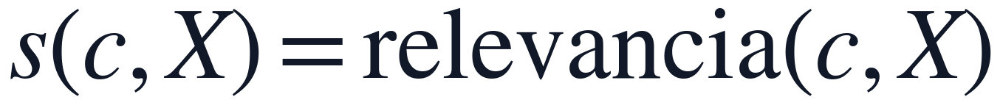 s(c, X) = relevancia(c, X)